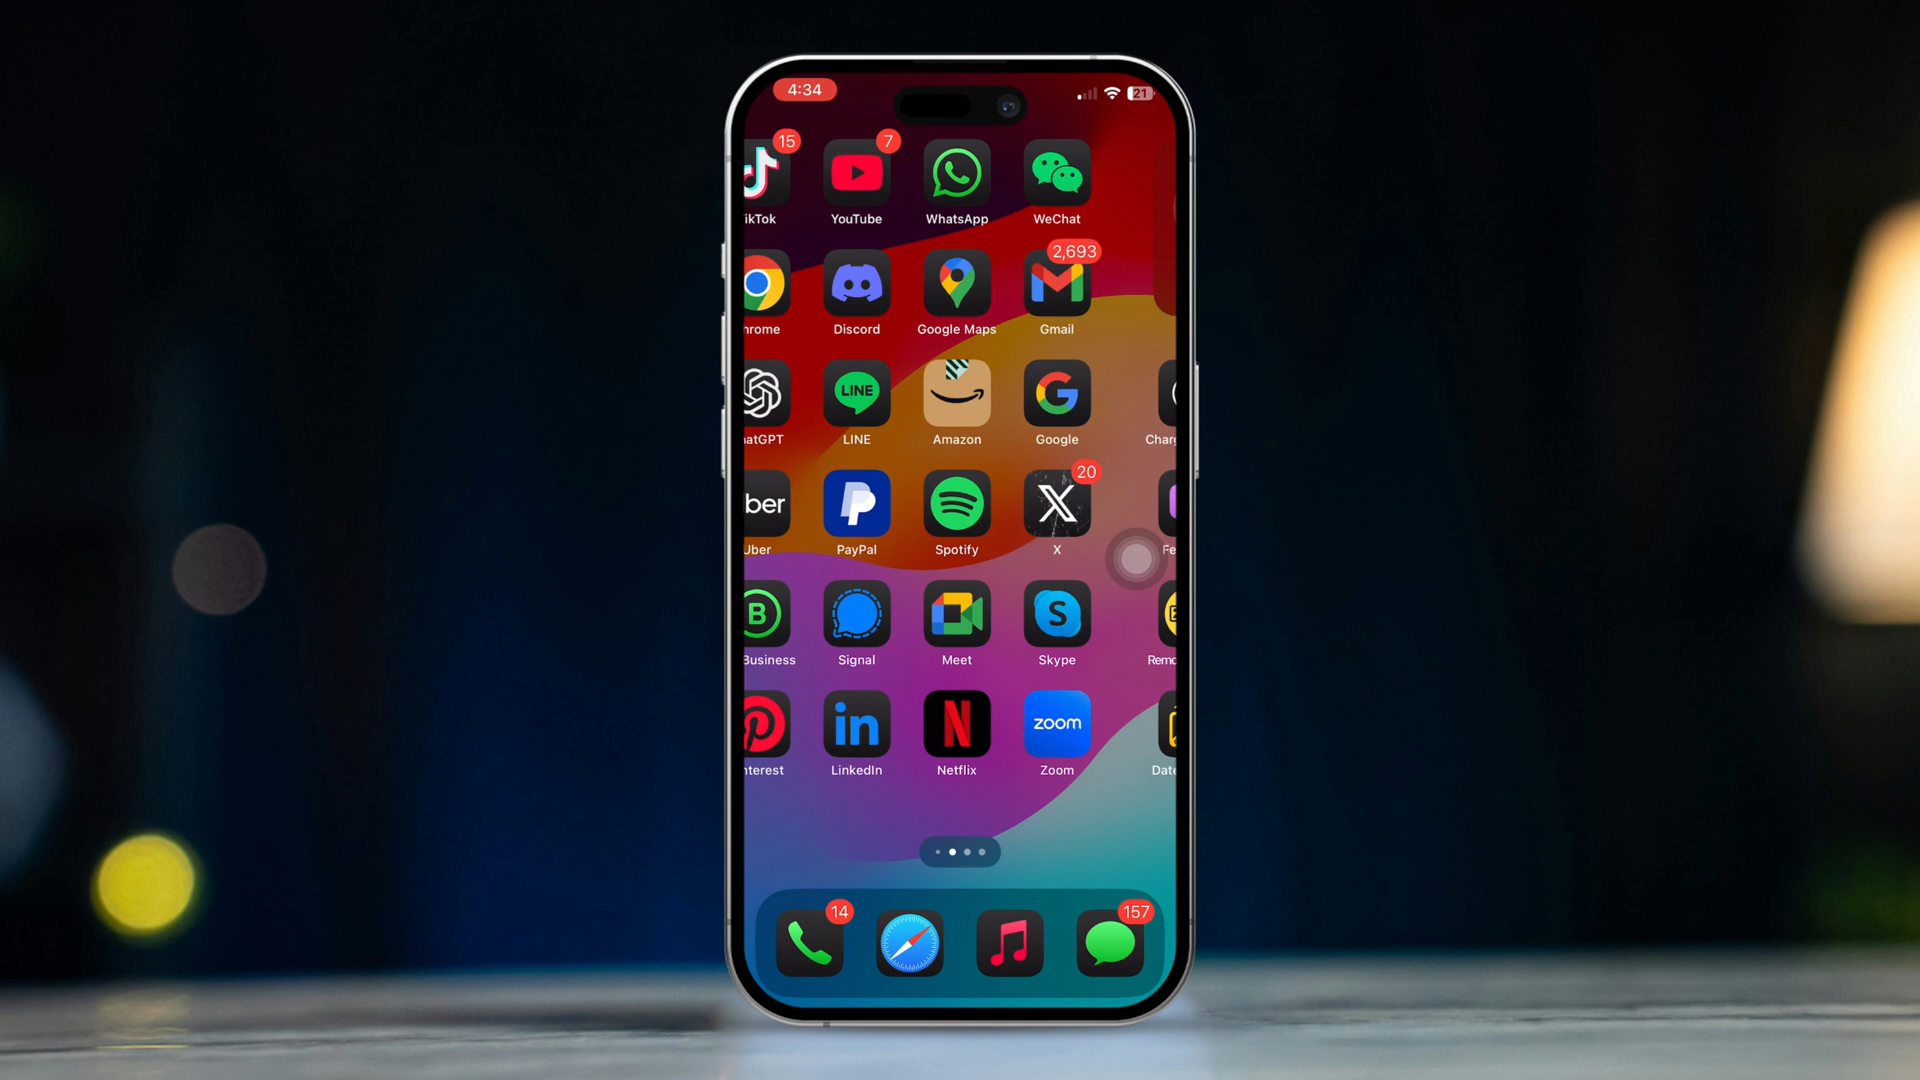 4:34
21
15
7
ikTok
YouTube
WhatsApp
WeChat
2,693
hrome
Discord
Google Maps
Gmail
LINE
atGPT
LINE
Amazon
Google
Charg
20
ber
X
Uber
PayPal
Spotify
X
Fe
B
S
Business
Signal
Meet
Skype
Remo
in
N
zoom
nterest
LinkedIn
Netflix
Zoom
Date
14
157